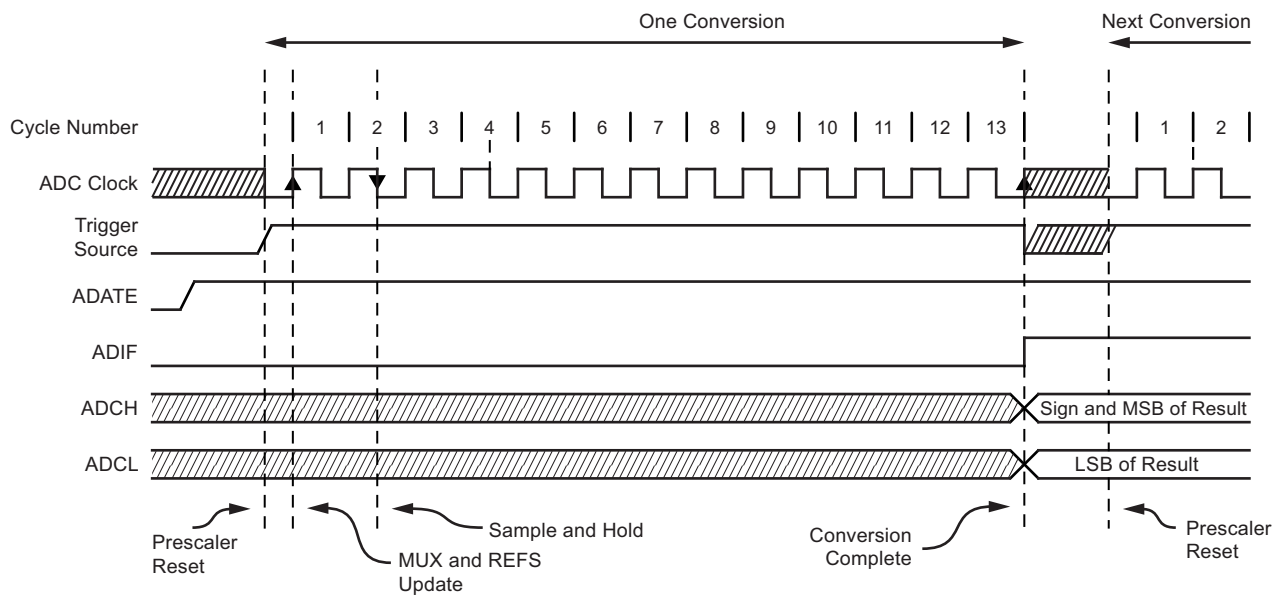 One Conversion
Next Conversion
Cycle Number
1 2 3 4 5 6 7 8 9 10 11 12 13 1 2
ADC Clock
Trigger
Source
ADATE
ADIF
ADCH
Sign and MSB of Result
ADCL
LSB of Result
Prescaler
Reset
MUX and REFS
Update
Sample and Hold
Conversion
Complete
Prescaler
Reset